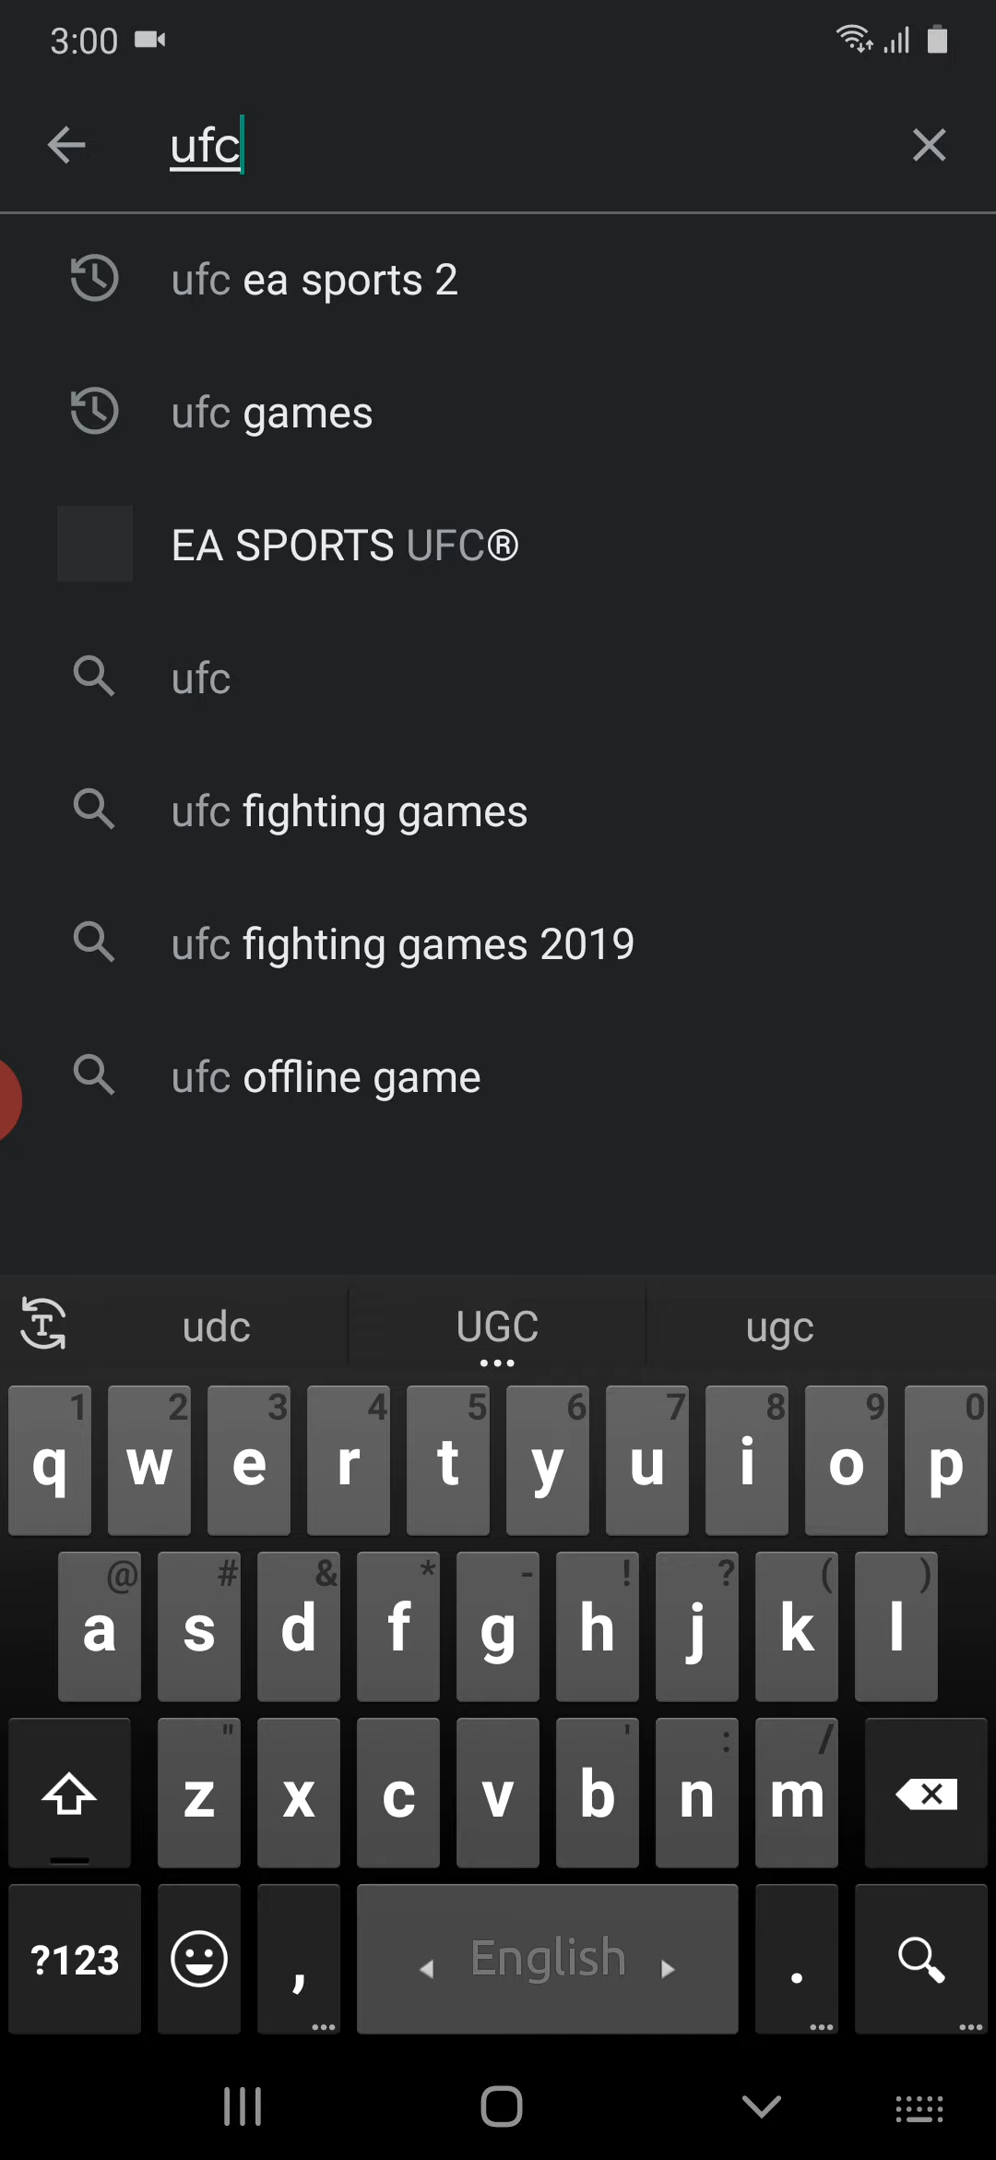 3:00
ufc
ufc ea sports 2
ufc games
EA SPORTS UFC®
ufc
ufc fighting games
ufc fighting games 2019
ufc offline game
T udc UGC ugc
1 2 3 4 5 6 7 8 9 0
q w e r t y u i o p
@ # & * - ! ? ( )
a s d f g h j k l
" ' : /
z x c v b n m
?123 , English .